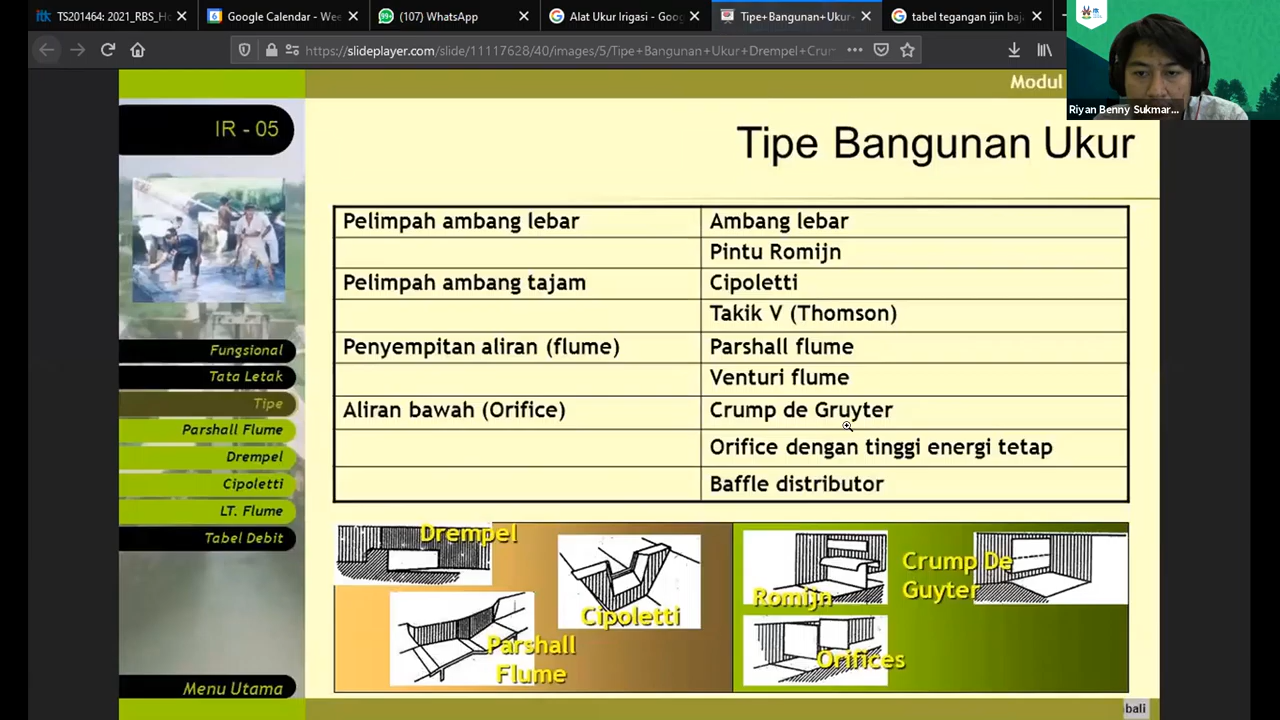 TS201464: 2021_RBS_H
Google Calendar - Wee
(107) WhatsApp
Alat Ukur Irigasi - Goog
Tipe+Bangunan+Ukur
tabel tegangan ijin baj
https://slideplayer.com/slide/11117628/40/images/5/Tipe+Bangunan+Ukur+Drempel+Crum
Riyan Benny Sukmar...
Modul
IR - 05
Tipe Bangunan Ukur
Pelimpah ambang lebar
Ambang lebar
Pintu Romijn
Pelimpah ambang tajam
Cipoletti
Takik V (Thomson)
Penyempitan aliran (flume)
Parshall flume
Venturi flume
Aliran bawah (Orifice)
Crump de Gruyter
Orifice dengan tinggi energi tetap
Baffle distributor
Fungsional
Tata Letak
Tipe
Parshall Flume
Drempel
Cipoletti
LT. Flume
Tabel Debit
Menu Utama
Drempel
Cipoletti
Parshall
Flume
Romijn
Crump De
Guyter
Orifices
bali